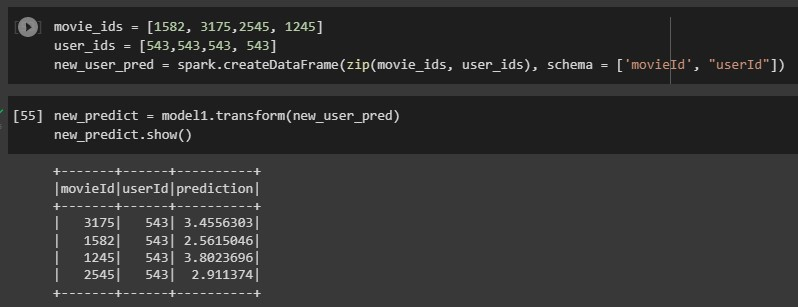 movie_ids = [1582, 3175,2545, 1245]
user_ids = [543,543,543, 543]
new_user_pred = spark.createDataFrame(zip(movie_ids, user_ids), schema = ['movieId', "userId"])
[55] new_predict = model1.transform(new_user_pred)
new_predict.show()
+-------+------+----------+
|movieId|userId|prediction|
+-------+------+----------+
|   3175|   543| 3.4556303|
|   1582|   543| 2.5615046|
|   1245|   543| 3.8023696|
|   2545|   543|  2.911374|
+-------+------+----------+